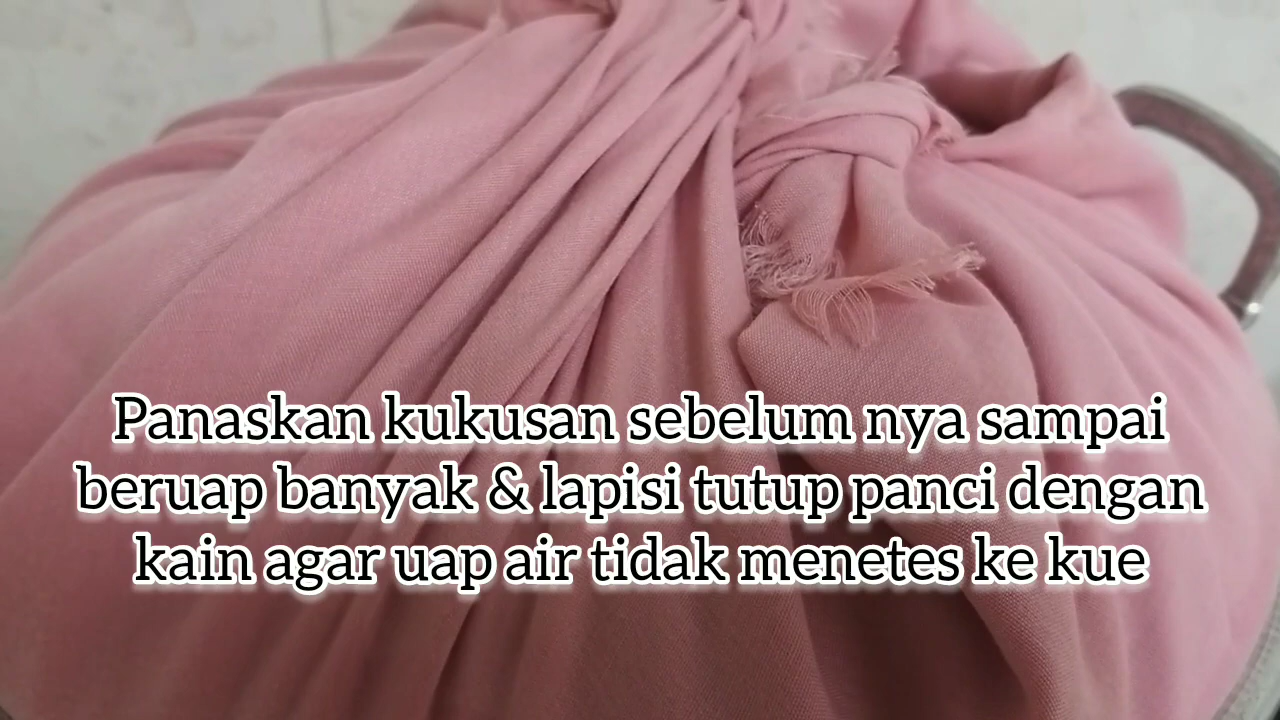 Panaskan kukusan sebelum nya sampai
beruap banyak & lapisi tutup panci dengan
kain agar uap air tidak menetes ke kue